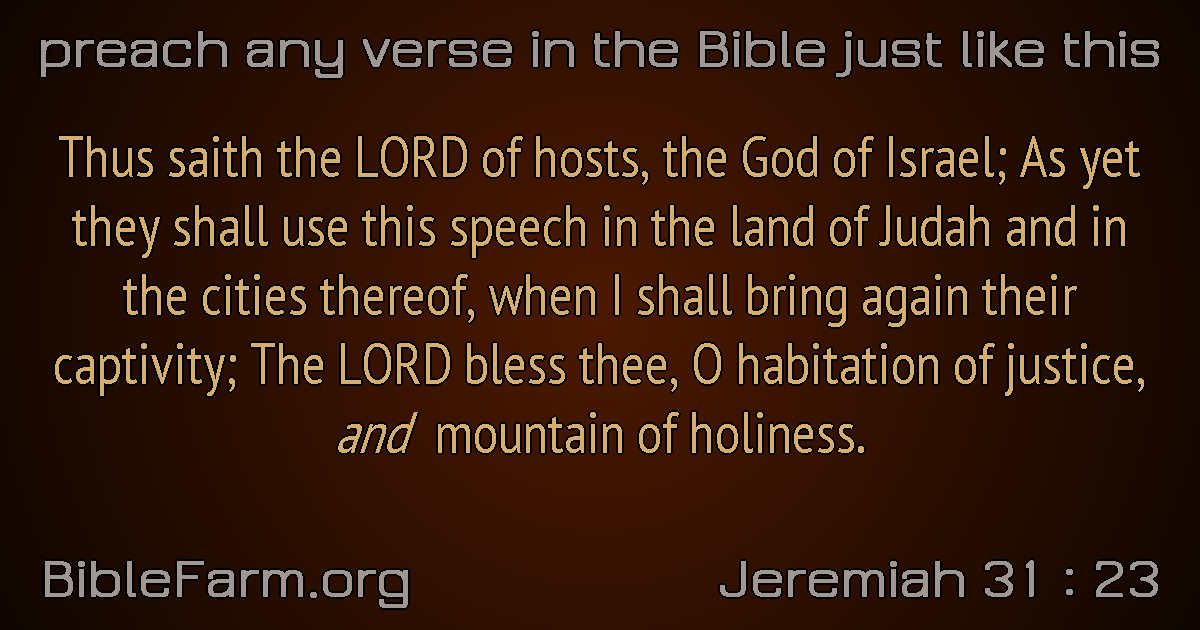 preach any verse in the Bible just like this
Thus saith the LORD of hosts, the God of Israel; As yet
they shall use this speech in the land of Judah and in
the cities thereof, when I shall bring again their
captivity; The LORD bless thee, O habitation of justice,
and mountain of holiness.
BibleFarm.org
Jeremiah 31 : 23